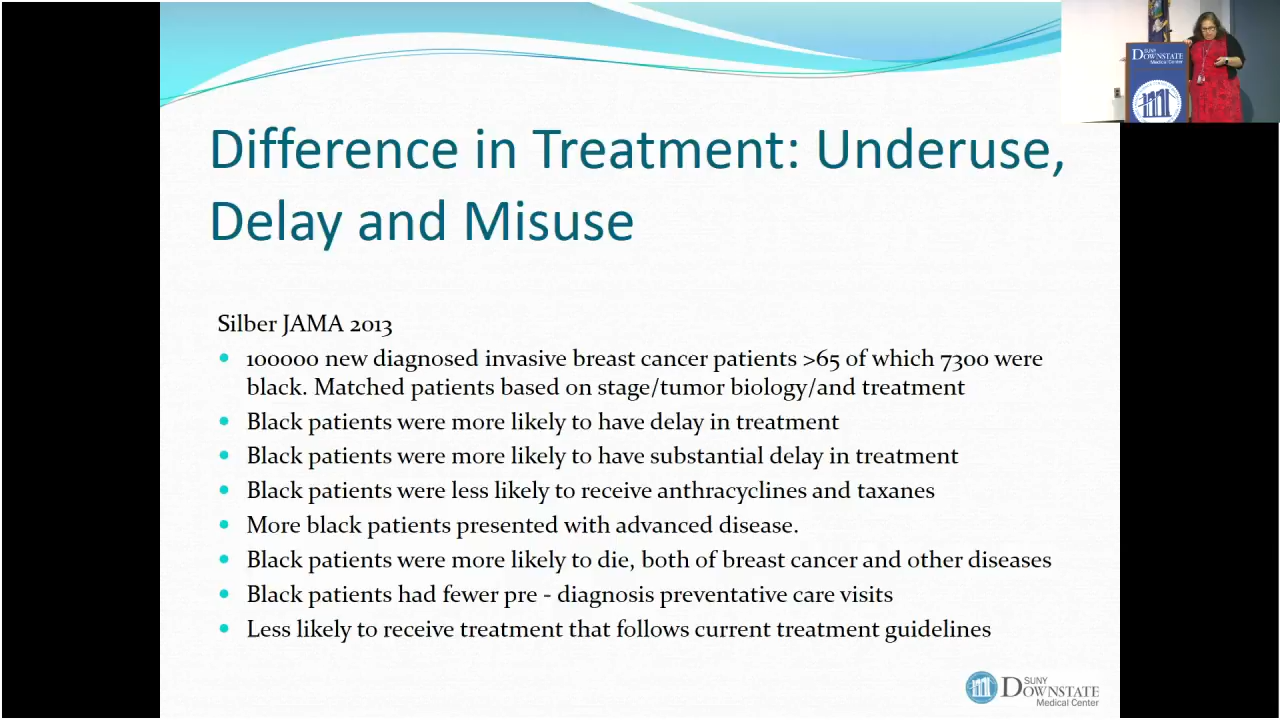 SUNY
DOWNSTATE
Medical Center
Difference in Treatment: Underuse,
Delay and Misuse
Silber JAMA 2013
• 100000 new diagnosed invasive breast cancer patients >65 of which 7300 were
black. Matched patients based on stage/tumor biology/and treatment
• Black patients were more likely to have delay in treatment
• Black patients were more likely to have substantial delay in treatment
• Black patients were less likely to receive anthracyclines and taxanes
• More black patients presented with advanced disease.
• Black patients were more likely to die, both of breast cancer and other diseases
• Black patients had fewer pre - diagnosis preventative care visits
• Less likely to receive treatment that follows current treatment guidelines
SUNY
DOWNSTATE
Medical Center